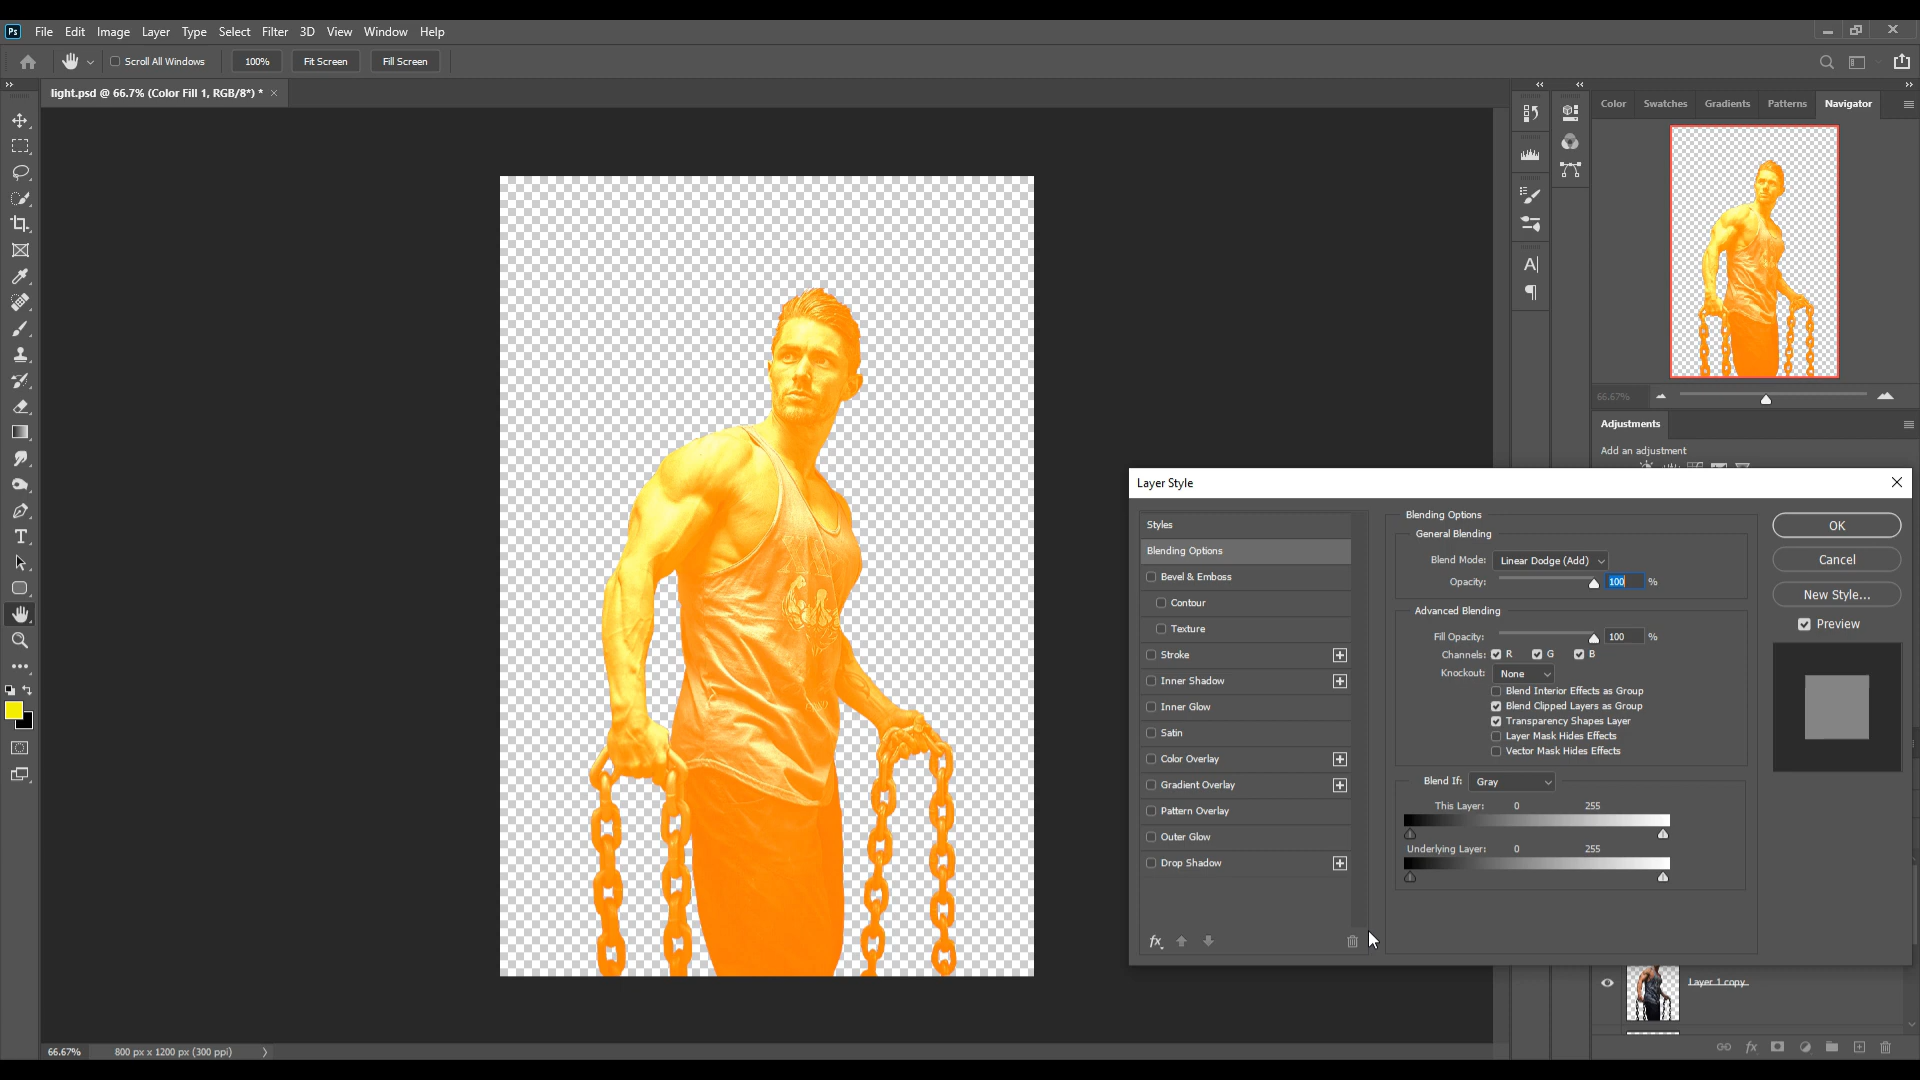 Ps File Edit Image Layer Type Select Filter 3D View Window Help
Scroll All Windows 100% Fit Screen Fill Screen
light.psd @ 66.7% (Color Fill 1, RGB/8*) *
Color Swatches Gradients Patterns Navigator
66.67%
Adjustments
Add an adjustment
Layer Style
Styles
Blending Options
Bevel & Emboss
Contour
Texture
Stroke
Inner Shadow
Inner Glow
Satin
Color Overlay
Gradient Overlay
Pattern Overlay
Outer Glow
Drop Shadow
fx
Blending Options
General Blending
Blend Mode: Linear Dodge (Add)
Opacity: 100 %
Advanced Blending
Fill Opacity: 100 %
Channels: R G B
Knockout: None
Blend Interior Effects as Group
Blend Clipped Layers as Group
Transparency Shapes Layer
Layer Mask Hides Effects
Vector Mask Hides Effects
Blend If: Gray
This Layer: 0 255
Underlying Layer: 0 255
OK
Cancel
New Style...
Preview
Layer 1 copy
fx
66.67% 800 px x 1200 px (300 ppi)